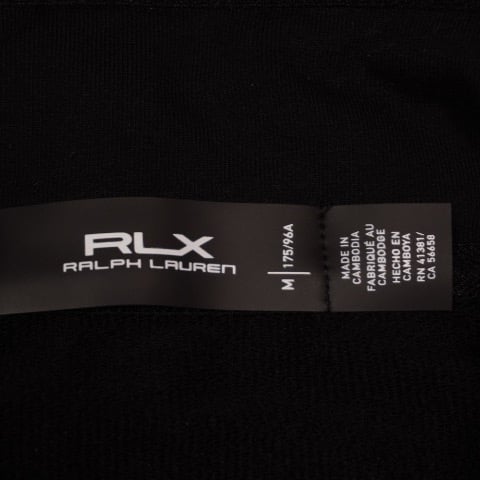 RLX
RALPH LAUREN
M | 175/96A
MADE IN
CAMBODIA
FABRIQUÉ AU
CAMBODGE
HECHO EN
CAMBOYA
RN 41381/
CA 56658